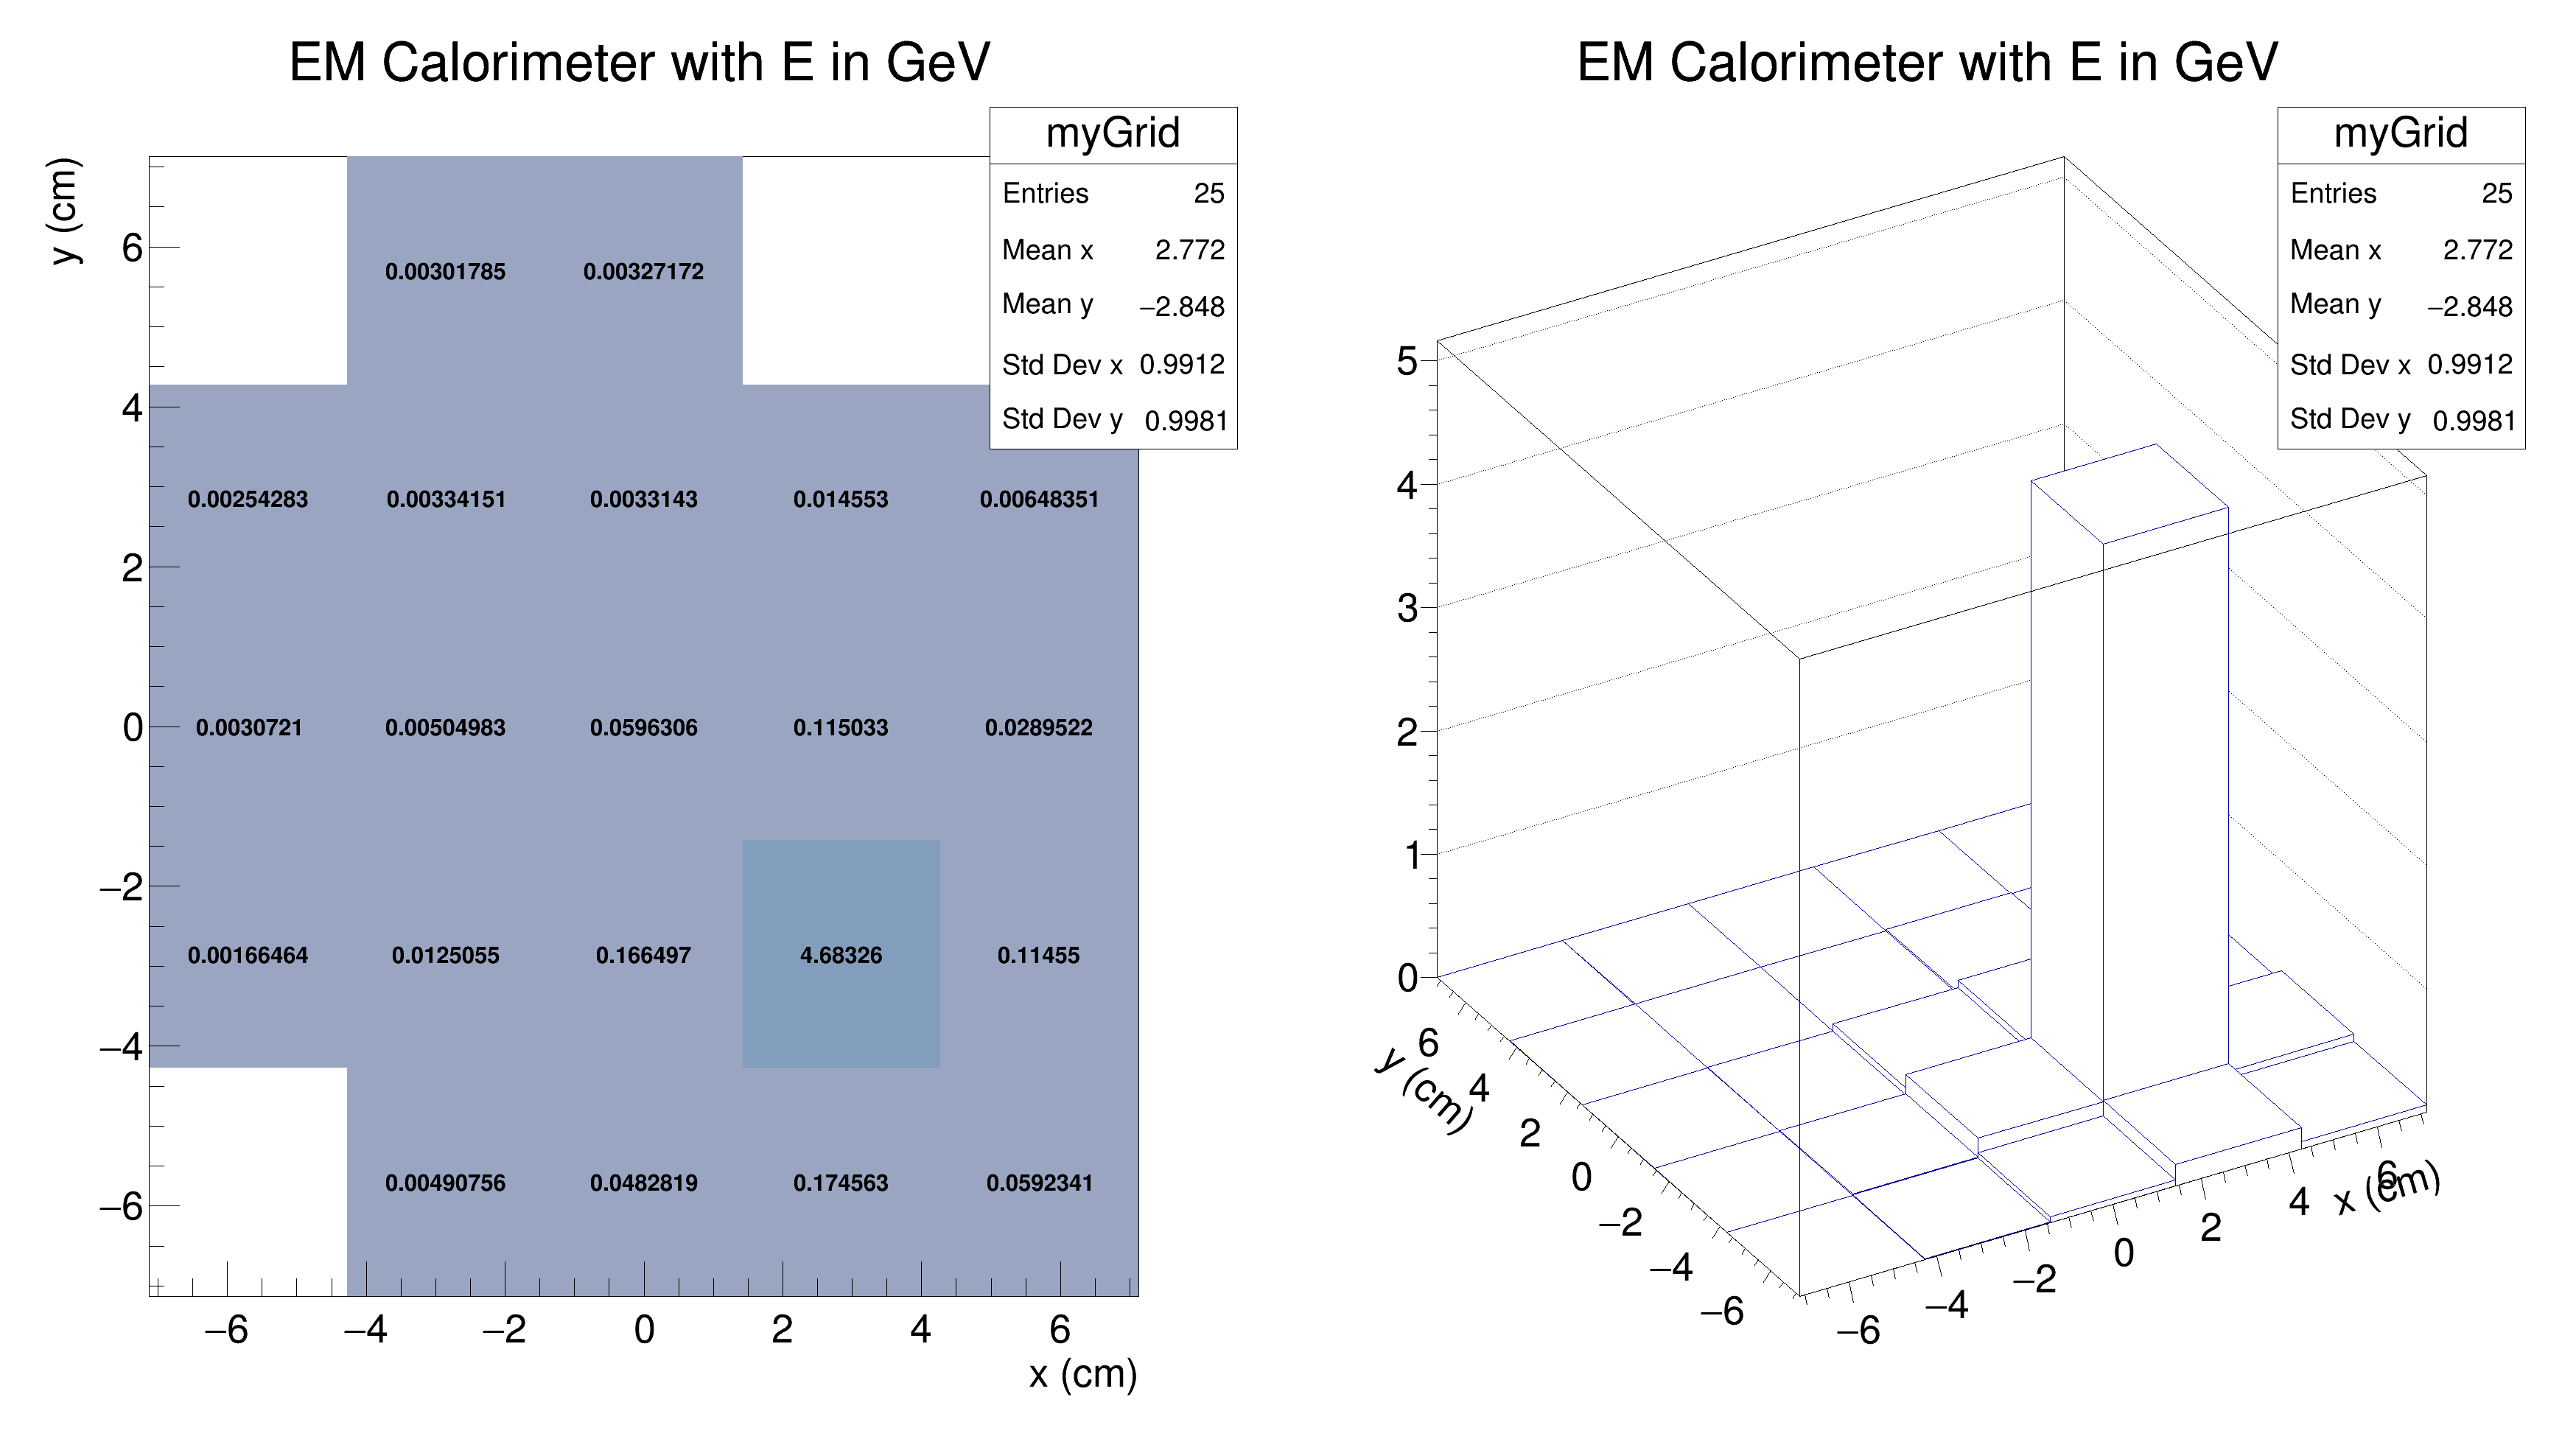 EM Calorimeter with E in GeV
myGrid
Entries 25
Mean x 2.772
Mean y −2.848
Std Dev x 0.9912
Std Dev y 0.9981
y (cm)
6
4
2
0
−2
−4
−6
0.00301785 0.00327172
0.00254283 0.00334151 0.0033143 0.014553 0.00648351
0.0030721 0.00504983 0.0596306 0.115033 0.0289522
0.00166464 0.0125055 0.166497 4.68326 0.11455
0.00490756 0.0482819 0.174563 0.0592341
−6 −4 −2 0 2 4 6
x (cm)
EM Calorimeter with E in GeV
myGrid
Entries 25
Mean x 2.772
Mean y −2.848
Std Dev x 0.9912
Std Dev y 0.9981
5
4
3
2
1
0
y (cm)
6
4
2
0
−2
−4
−6
−6 −4 −2 0 2 4 6
x (cm)